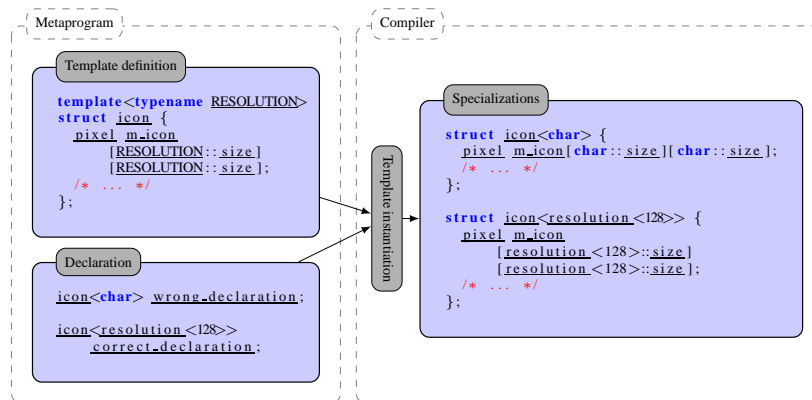 Metaprogram
Template definition
template<typename RESOLUTION>
struct icon {
pixel m_icon
[RESOLUTION::size]
[RESOLUTION::size];
/* ... */
};
Declaration
icon<char> wrong_declaration;
icon<resolution<128>>
correct_declaration;
Compiler
Template instantiation
Specializations
struct icon<char> {
pixel m_icon[char::size][char::size];
/* ... */
};
struct icon<resolution<128>> {
pixel m_icon
[resolution<128>::size]
[resolution<128>::size];
/* ... */
};